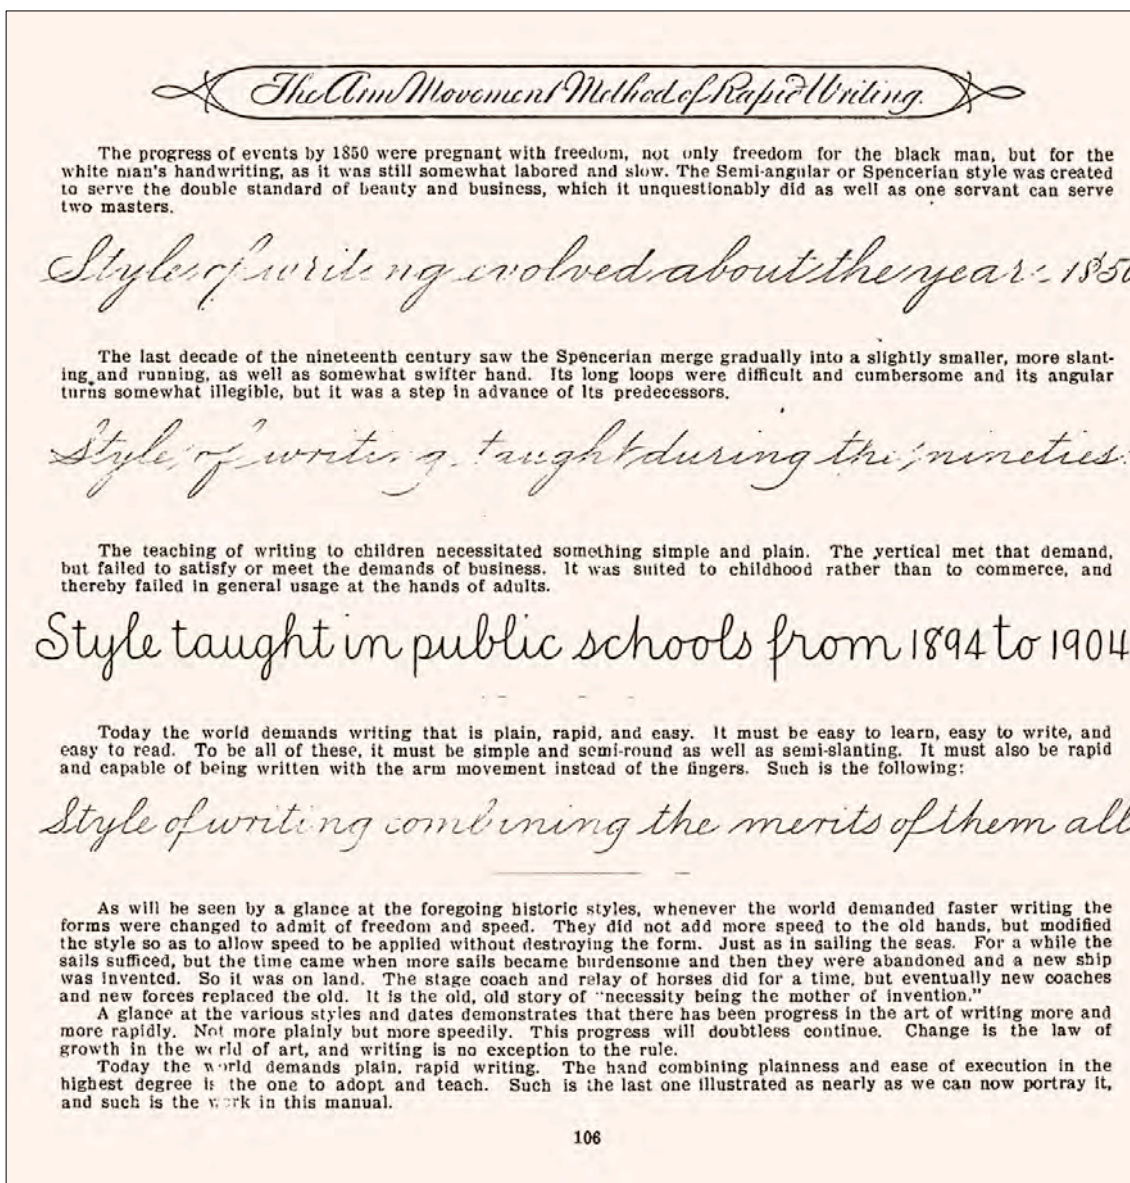 The Arm Movement Method of Rapid Writing.
The progress of events by 1850 were pregnant with freedom, not only freedom for the black man, but for the
white man's handwriting, as it was still somewhat labored and slow. The Semi-angular or Spencerian style was created
to serve the double standard of beauty and business, which it unquestionably did as well as one servant can serve
two masters.
Style of writing evolved about the year 1850
The last decade of the nineteenth century saw the Spencerian merge gradually into a slightly smaller, more slant-
ing and running, as well as somewhat swifter hand. Its long loops were difficult and cumbersome and its angular
turns somewhat illegible, but it was a step in advance of its predecessors.
Style of writing taught during the nineties.
The teaching of writing to children necessitated something simple and plain. The vertical met that demand,
but failed to satisfy or meet the demands of business. It was suited to childhood rather than to commerce, and
thereby failed in general usage at the hands of adults.
Style taught in public schools from 1894 to 1904
Today the world demands writing that is plain, rapid, and easy. It must be easy to learn, easy to write, and
easy to read. To be all of these, it must be simple and semi-round as well as semi-slanting. It must also be rapid
and capable of being written with the arm movement instead of the fingers. Such is the following:
Style of writing combining the merits of them all
As will be seen by a glance at the foregoing historic styles, whenever the world demanded faster writing the
forms were changed to admit of freedom and speed. They did not add more speed to the old hands, but modified
the style so as to allow speed to be applied without destroying the form. Just as in sailing the seas. For a while the
sails sufficed, but the time came when more sails became burdensome and then they were abandoned and a new ship
was invented. So it was on land. The stage coach and relay of horses did for a time, but eventually new coaches
and new forces replaced the old. It is the old, old story of "necessity being the mother of invention."
A glance at the various styles and dates demonstrates that there has been progress in the art of writing more and
more rapidly. Not more plainly but more speedily. This progress will doubtless continue. Change is the law of
growth in the world of art, and writing is no exception to the rule.
Today the world demands plain, rapid writing. The hand combining plainness and ease of execution in the
highest degree is the one to adopt and teach. Such is the last one illustrated as nearly as we can now portray it,
and such is the work in this manual.
106